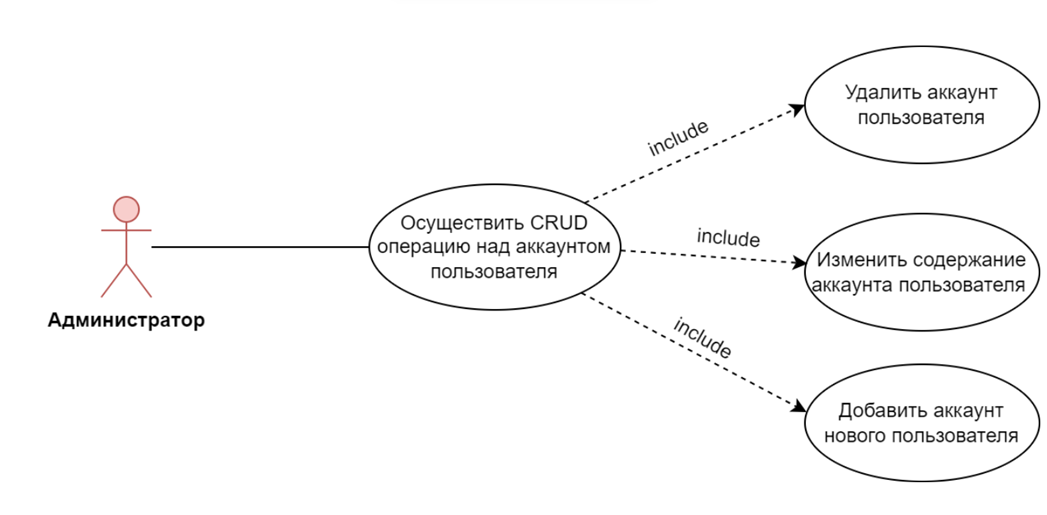 Удалить аккаунт
пользователя
include
Осуществить CRUD
операцию над аккаунтом
пользователя
include
Изменить содержание
аккаунта пользователя
Администратор
include
Добавить аккаунт
нового пользователя